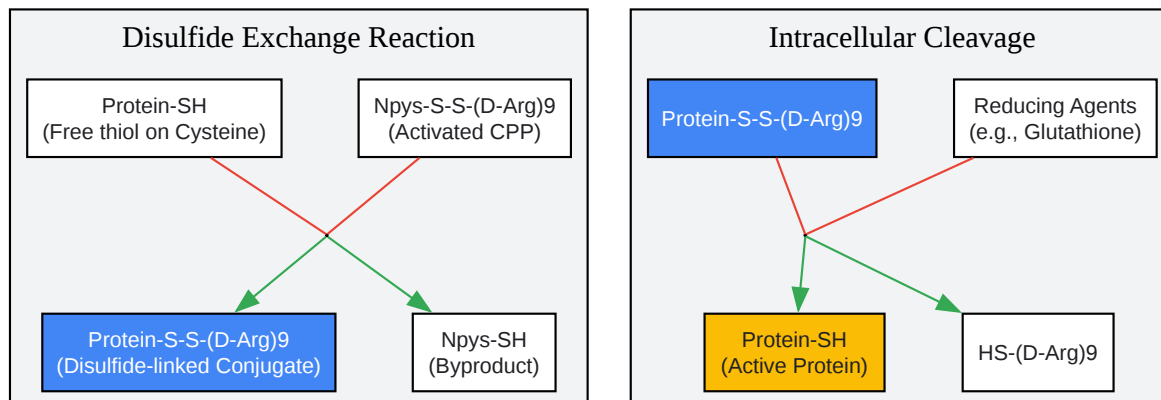 Disulfide Exchange Reaction
Protein-SH
(Free thiol on Cysteine)
Npys-S-S-(D-Arg)9
(Activated CPP)
Protein-S-S-(D-Arg)9
(Disulfide-linked Conjugate)
Npys-SH
(Byproduct)
Intracellular Cleavage
Protein-S-S-(D-Arg)9
Reducing Agents
(e.g., Glutathione)
Protein-SH
(Active Protein)
HS-(D-Arg)9